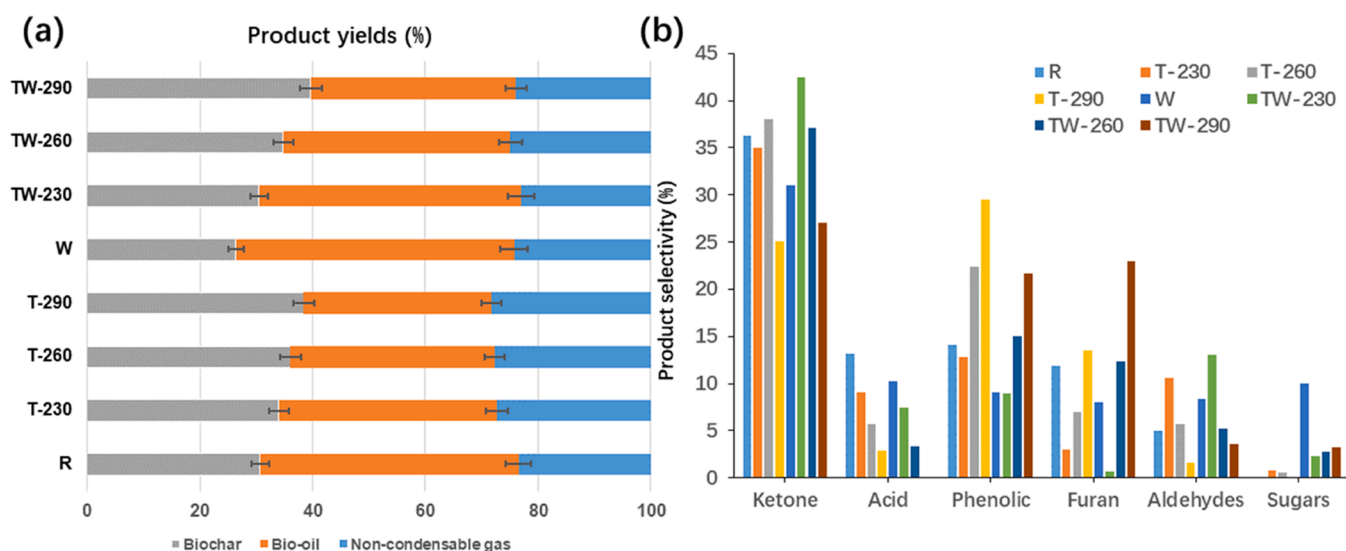 (a)
Product yields (%)
TW-290
TW-260
TW-230
W
T-290
T-260
T-230
R
0 20 40 60 80 100
Biochar Bio-oil Non-condensable gas
(b)
Product selectivity (%)
45
40
35
30
25
20
15
10
5
0
R T-230 T-260
T-290 W TW-230
TW-260 TW-290
Ketone Acid Phenolic Furan Aldehydes Sugars